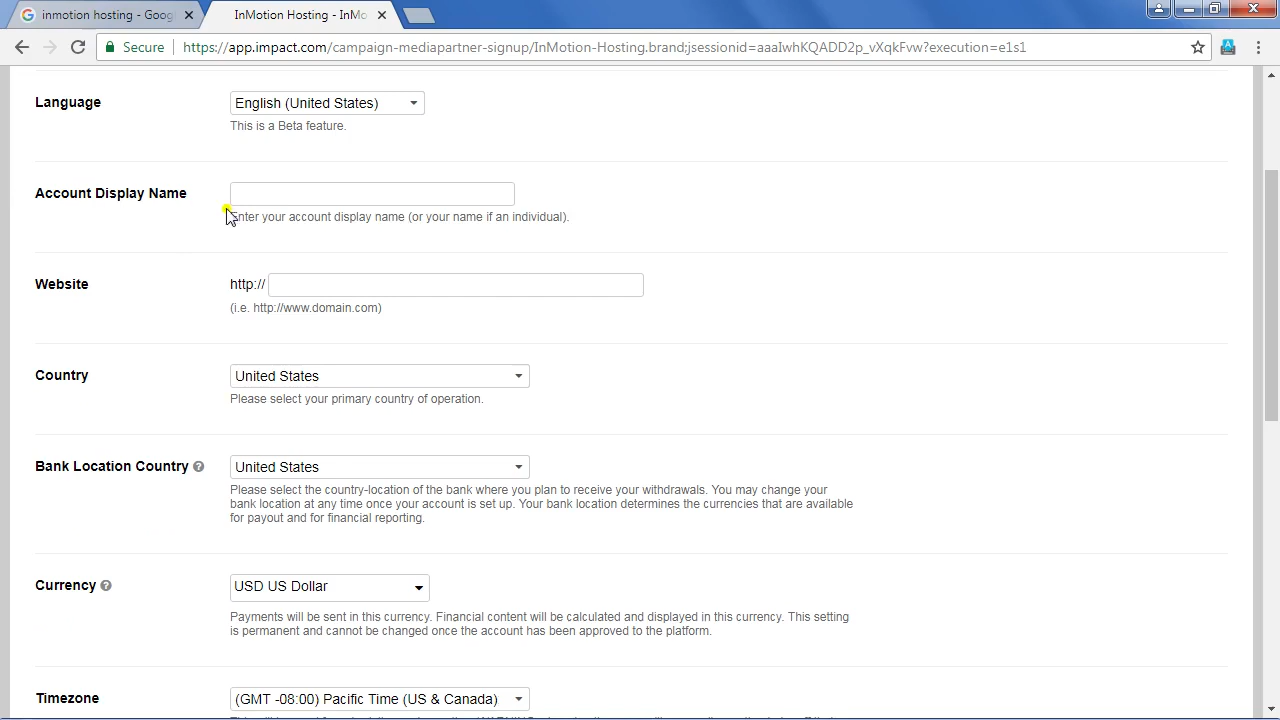 inmotion hosting - Goog
InMotion Hosting - InMo
Secure
https://app.impact.com/campaign-mediapartner-signup/InMotion-Hosting.brand;jsessionid=aaaIwhKQADD2p_vXqkFvw?execution=e1s1
Language
English (United States)
This is a Beta feature.
Account Display Name
Enter your account display name (or your name if an individual).
Website
http://
(i.e. http://www.domain.com)
Country
United States
Please select your primary country of operation.
Bank Location Country ?
United States
Please select the country-location of the bank where you plan to receive your withdrawals. You may change your
bank location at any time once your account is set up. Your bank location determines the currencies that are available
for payout and for financial reporting.
Currency ?
USD US Dollar
Payments will be sent in this currency. Financial content will be calculated and displayed in this currency. This setting
is permanent and cannot be changed once the account has been approved to the platform.
Timezone
(GMT -08:00) Pacific Time (US & Canada)